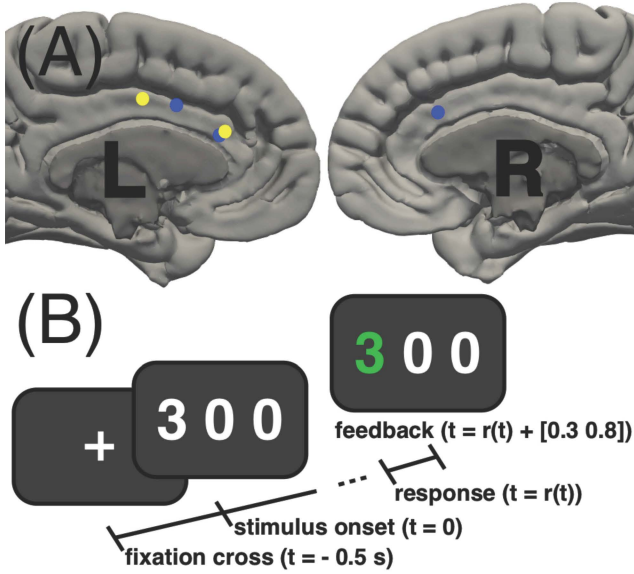 (A)
L
R
(B)
3 0 0
+
3 0 0
feedback (t = r(t) + [0.3 0.8])
...
response (t = r(t))
stimulus onset (t = 0)
fixation cross (t = - 0.5 s)